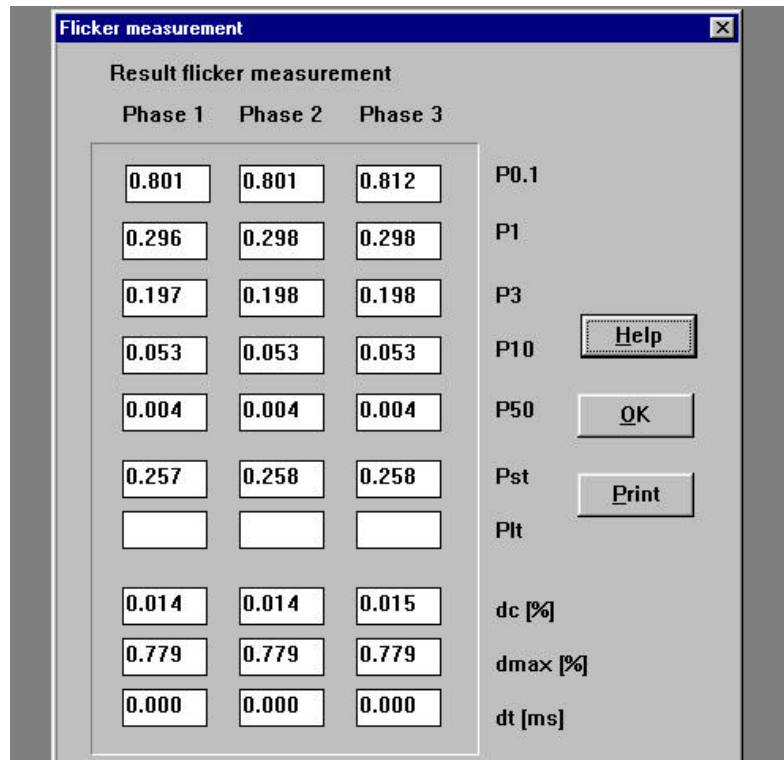 Flicker measurement
Result flicker measurement
Phase 1 Phase 2 Phase 3
0.801 0.801 0.812 P0.1
0.296 0.298 0.298 P1
0.197 0.198 0.198 P3
Help
0.053 0.053 0.053 P10
0.004 0.004 0.004 P50 OK
0.257 0.258 0.258 Pst
Print
Plt
0.014 0.014 0.015 dc [%]
0.779 0.779 0.779 dmax [%]
0.000 0.000 0.000 dt [ms]